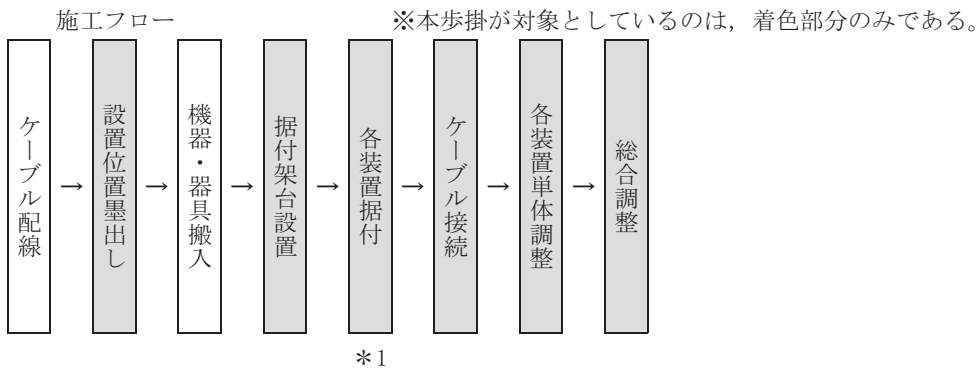 施工フロー
※本歩掛が対象としているのは，着色部分のみである。
ケーブル配線
→
設置位置墨出し
→
機器・器具搬入
→
据付架台設置
→
各装置据付
→
ケーブル接続
→
各装置単体調整
→
総合調整
＊1